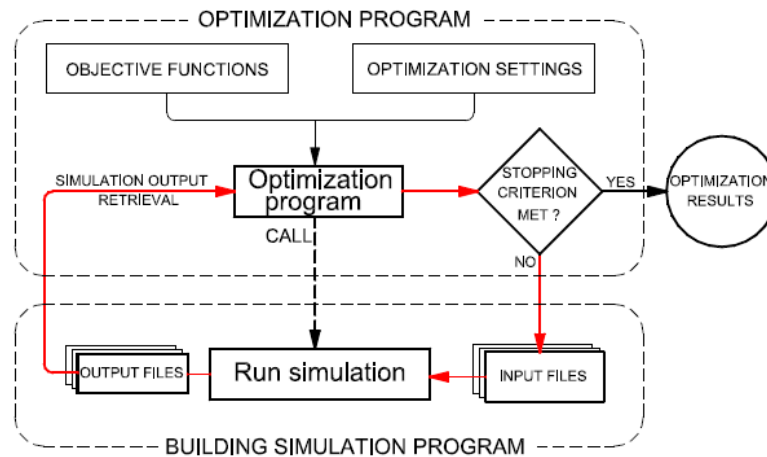 OPTIMIZATION PROGRAM
OBJECTIVE FUNCTIONS
OPTIMIZATION SETTINGS
SIMULATION OUTPUT
RETRIEVAL
Optimization
program
STOPPING
CRITERION
MET ?
YES
OPTIMIZATION
RESULTS
CALL
NO
OUTPUT FILES
Run simulation
INPUT FILES
BUILDING SIMULATION PROGRAM